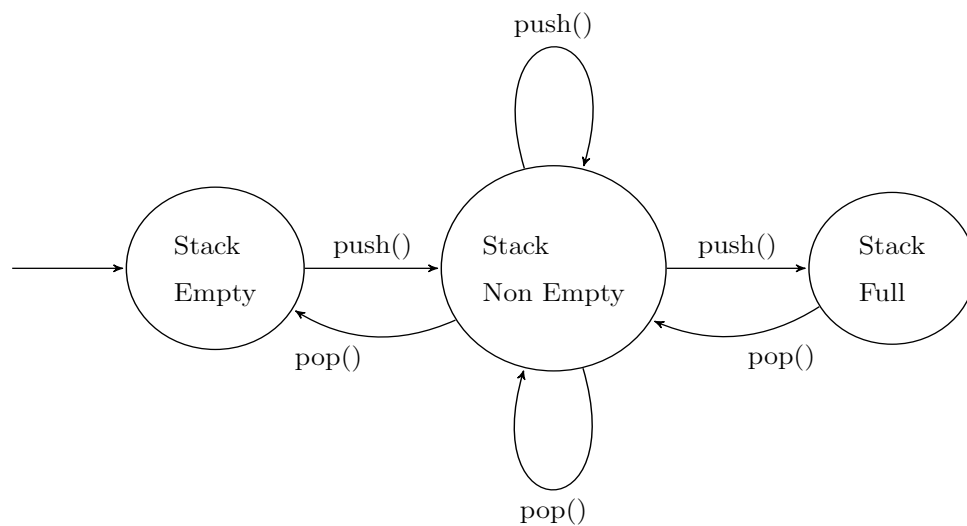 push()
Stack
Empty
push()
Stack
Non Empty
push()
Stack
Full
pop()
pop()
pop()